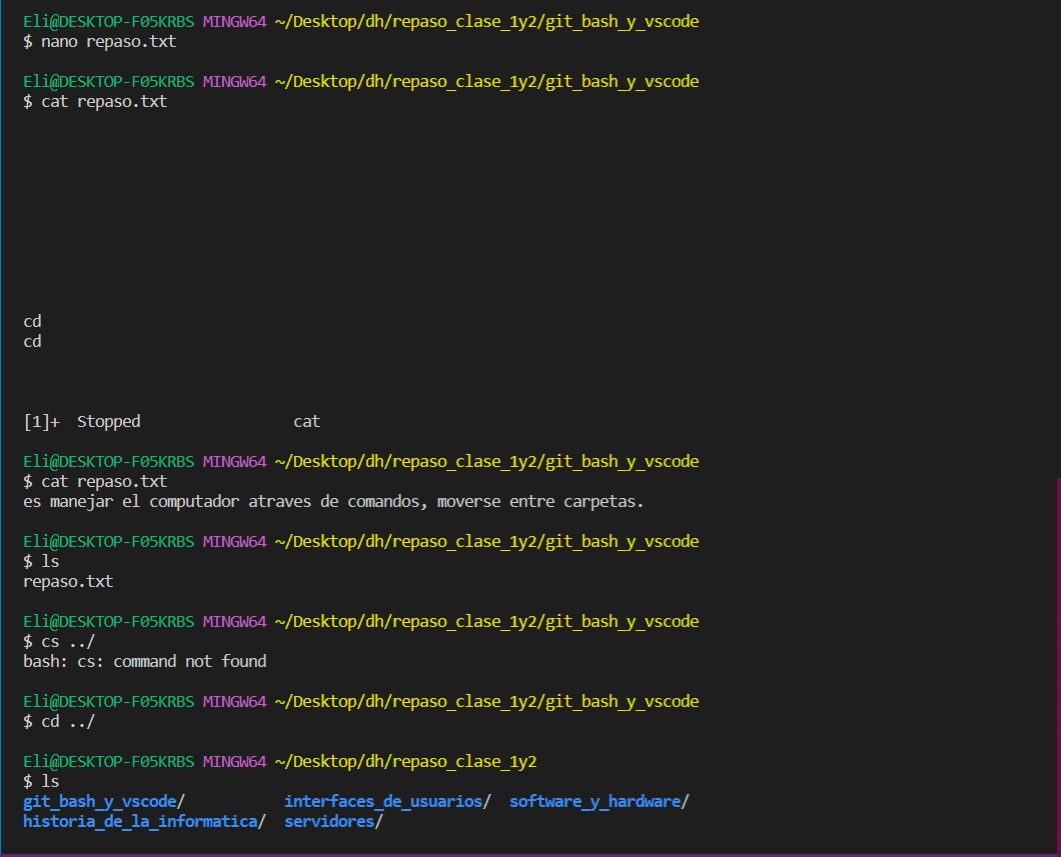 Eli@DESKTOP-F05KRBS MINGW64 ~/Desktop/dh/repaso_clase_1y2/git_bash_y_vscode
$ nano repaso.txt
Eli@DESKTOP-F05KRBS MINGW64 ~/Desktop/dh/repaso_clase_1y2/git_bash_y_vscode
$ cat repaso.txt
cd
cd
[1]+  Stopped                 cat
Eli@DESKTOP-F05KRBS MINGW64 ~/Desktop/dh/repaso_clase_1y2/git_bash_y_vscode
$ cat repaso.txt
es manejar el computador atraves de comandos, moverse entre carpetas.
Eli@DESKTOP-F05KRBS MINGW64 ~/Desktop/dh/repaso_clase_1y2/git_bash_y_vscode
$ ls
repaso.txt
Eli@DESKTOP-F05KRBS MINGW64 ~/Desktop/dh/repaso_clase_1y2/git_bash_y_vscode
$ cs ../
bash: cs: command not found
Eli@DESKTOP-F05KRBS MINGW64 ~/Desktop/dh/repaso_clase_1y2/git_bash_y_vscode
$ cd ../
Eli@DESKTOP-F05KRBS MINGW64 ~/Desktop/dh/repaso_clase_1y2
$ ls
git_bash_y_vscode/           interfaces_de_usuarios/  software_y_hardware/
historia_de_la_informatica/  servidores/